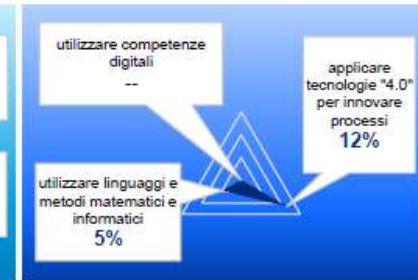 utilizzare competenze
digitali
--
applicare
tecnologie "4.0"
per innovare
processi
12%
utilizzare linguaggi e
metodi matematici e
informatici
5%